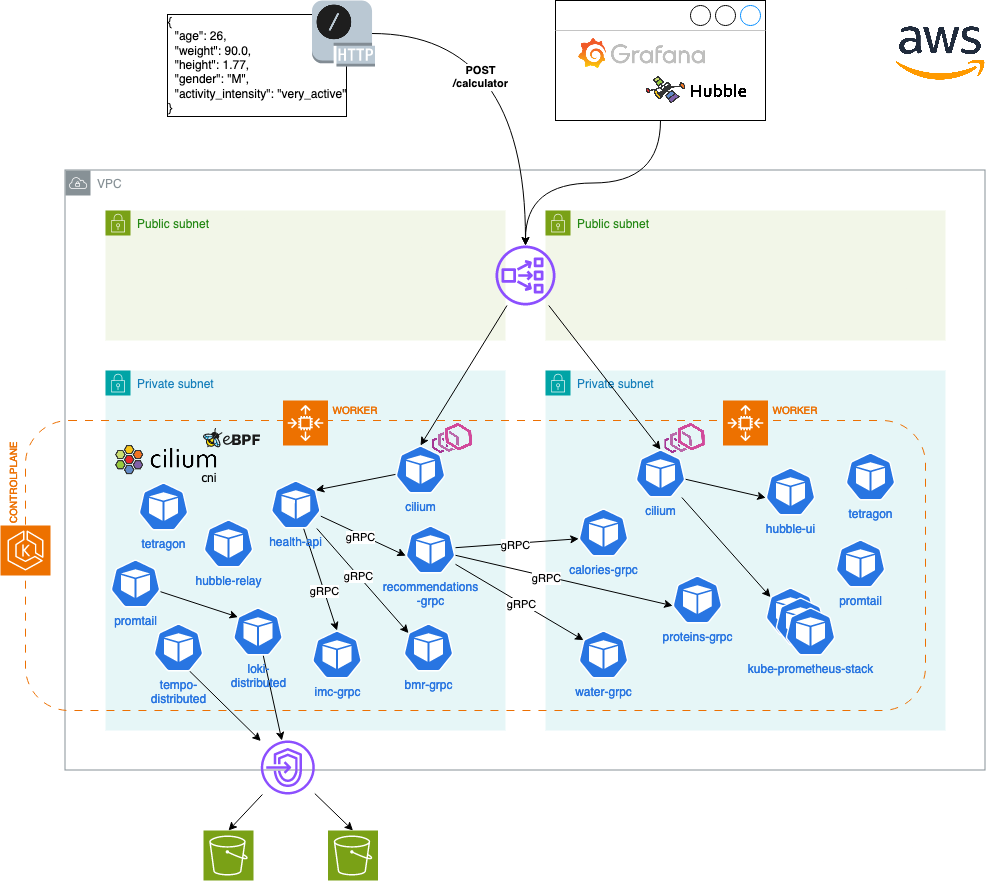 {
"age": 26,
"weight": 90.0,
"height": 1.77,
"gender": "M",
"activity_intensity": "very_active"
}
HTTP
POST
/calculator
Grafana
Hubble
aws
VPC
Public subnet
Public subnet
Private subnet
Private subnet
WORKER
WORKER
CONTROLPLANE
K
eBPF
cilium
cni
cilium
cilium
tetragon
hubble-relay
health-api
gRPC
gRPC
gRPC
recommendations
-grpc
gRPC
gRPC
gRPC
calories-grpc
proteins-grpc
water-grpc
hubble-ui
tetragon
promtail
kube-prometheus-stack
promtail
tempo-
distributed
loki-
distributed
imc-grpc
bmr-grpc